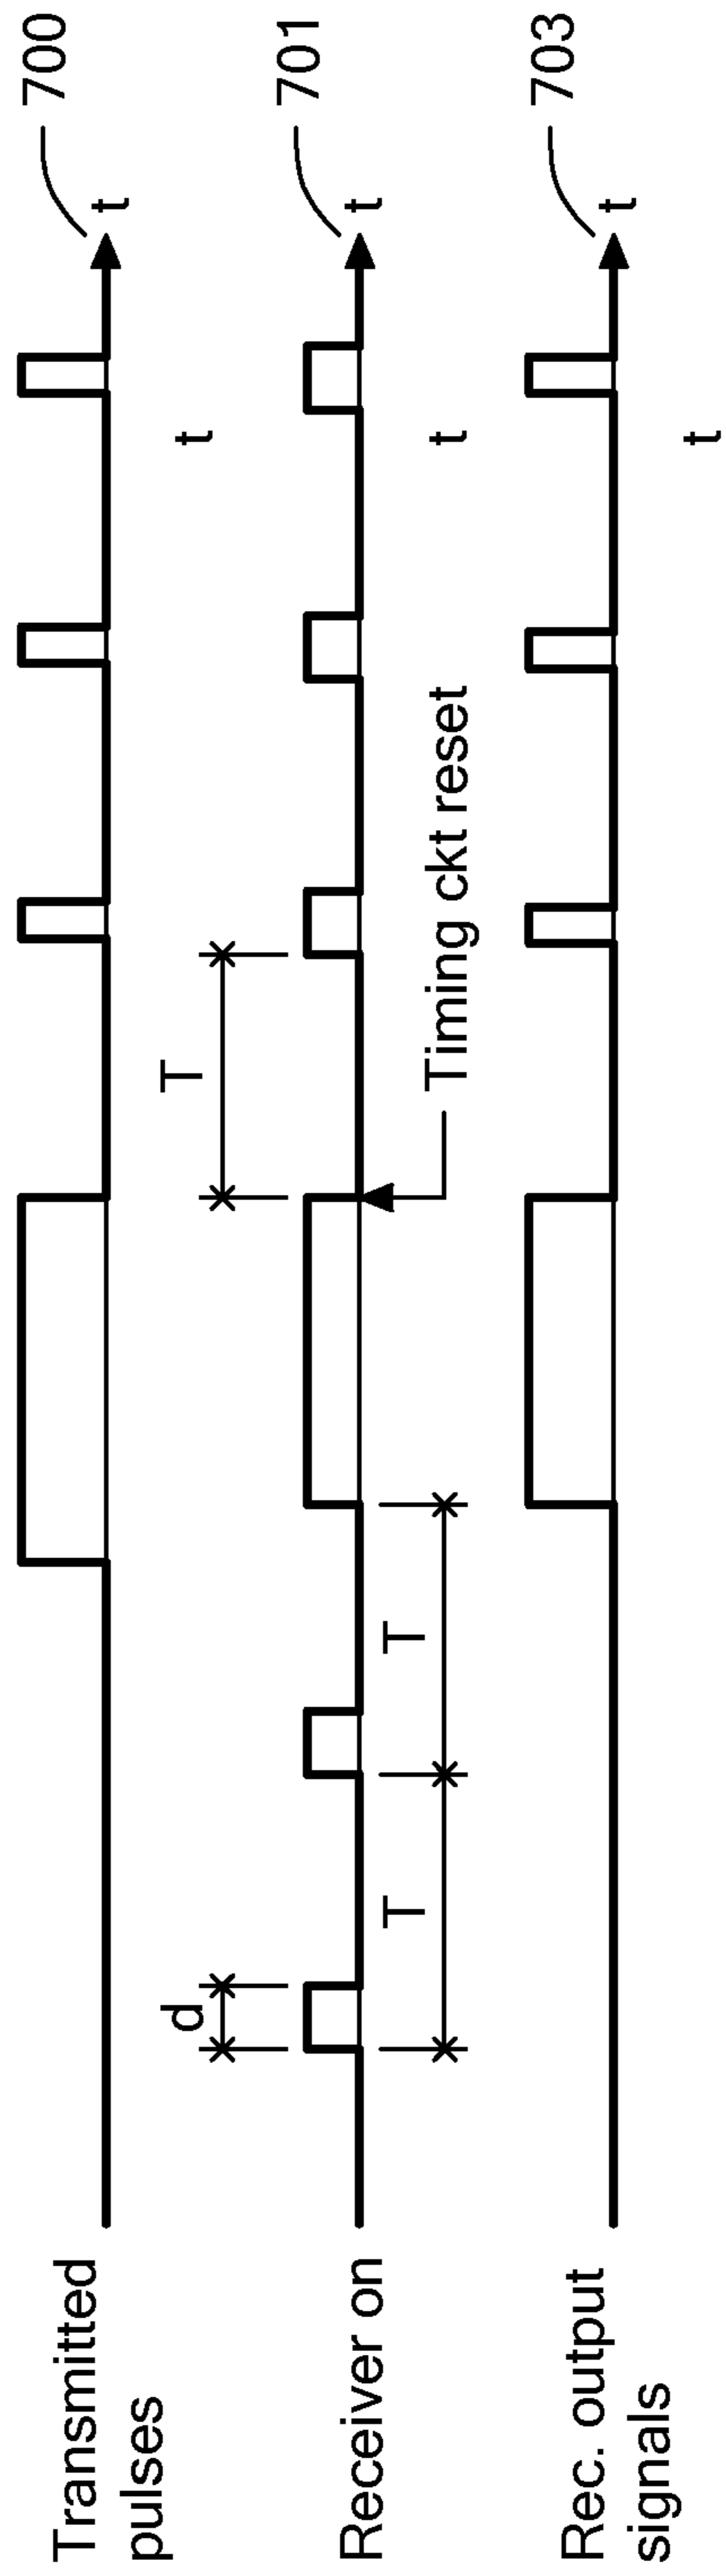 Transmitted
pulses
t
t
700
T
d
Receiver on
t
t
701
T
T
Timing ckt reset
Rec. output
signals
t
t
703